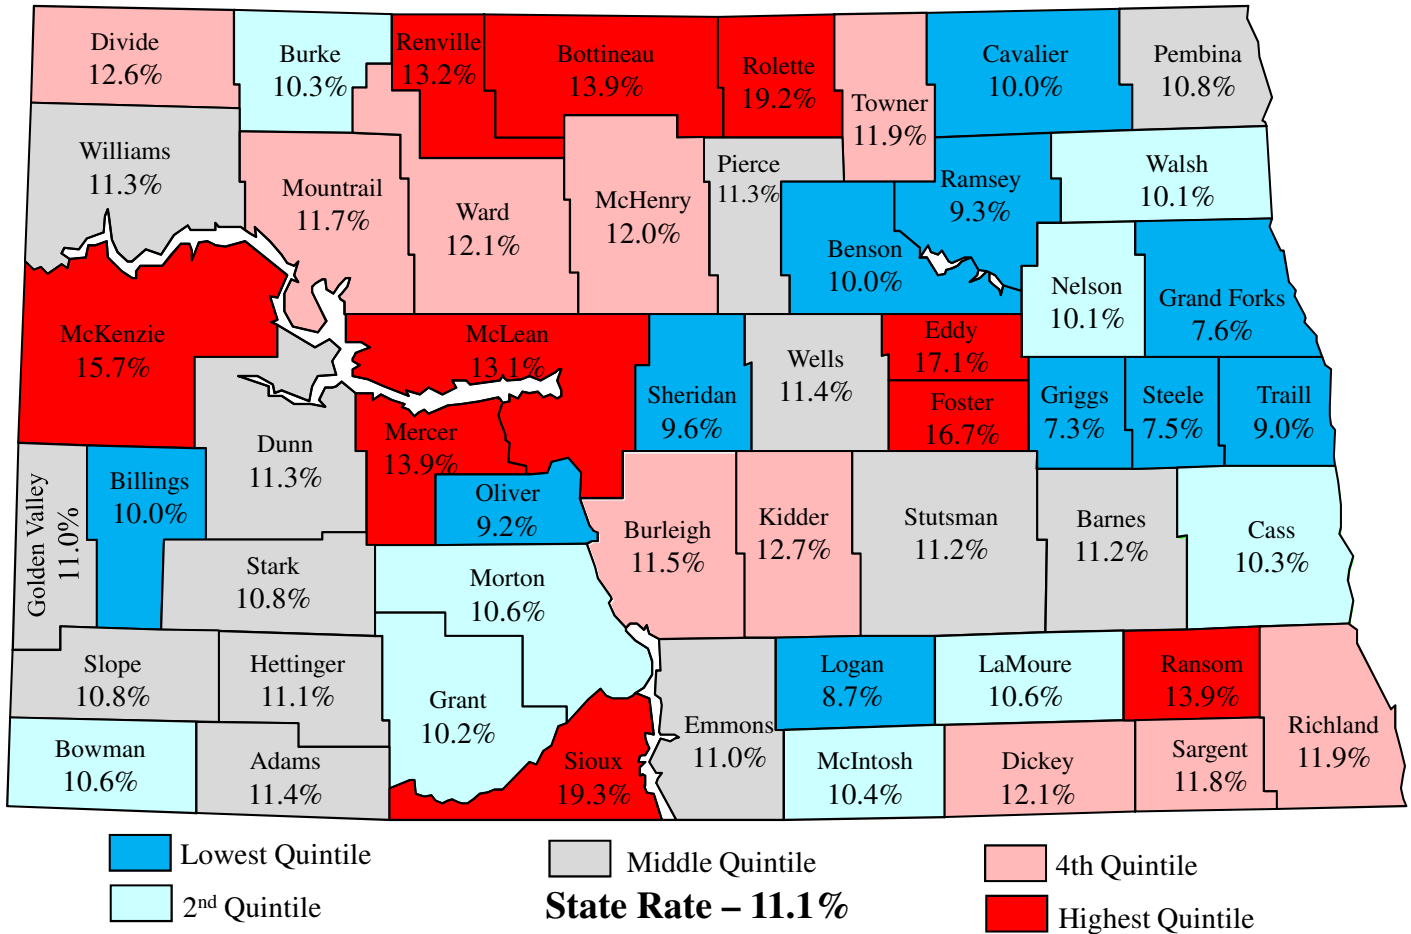 Divide
12.6%
Burke
10.3%
Renville
13.2%
Bottineau
13.9%
Rolette
19.2%
Towner
11.9%
Cavalier
10.0%
Pembina
10.8%
Williams
11.3%
Mountrail
11.7%
Ward
12.1%
McHenry
12.0%
Pierce
11.3%
Benson
10.0%
Ramsey
9.3%
Walsh
10.1%
Nelson
10.1%
Grand Forks
7.6%
McKenzie
15.7%
McLean
13.1%
Sheridan
9.6%
Wells
11.4%
Eddy
17.1%
Foster
16.7%
Griggs
7.3%
Steele
7.5%
Traill
9.0%
Dunn
11.3%
Mercer
13.9%
Oliver
9.2%
Golden Valley
11.0%
Billings
10.0%
Stark
10.8%
Morton
10.6%
Burleigh
11.5%
Kidder
12.7%
Stutsman
11.2%
Barnes
11.2%
Cass
10.3%
Slope
10.8%
Hettinger
11.1%
Grant
10.2%
Sioux
19.3%
Emmons
11.0%
Logan
8.7%
LaMoure
10.6%
Ransom
13.9%
Richland
11.9%
Bowman
10.6%
Adams
11.4%
McIntosh
10.4%
Dickey
12.1%
Sargent
11.8%
Lowest Quintile
2nd Quintile
Middle Quintile
State Rate – 11.1%
4th Quintile
Highest Quintile